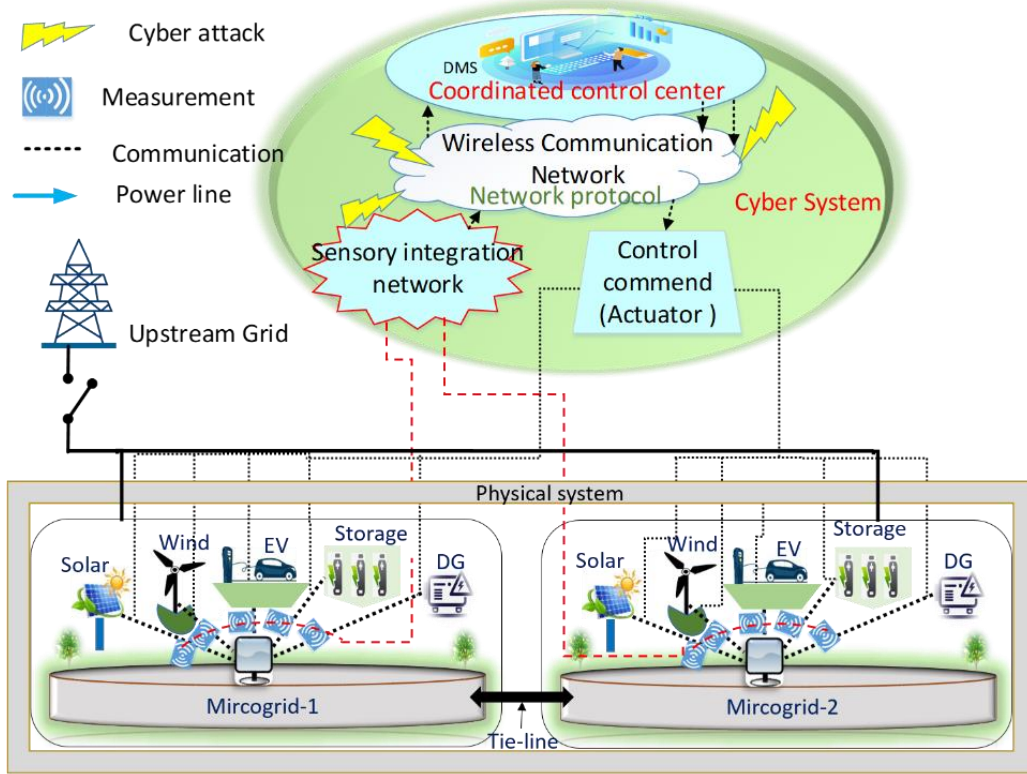 Cyber attack
Measurement
Communication
Power line
DMS
Coordinated control center
Wireless Communication
Network
Network protocol
Cyber System
Sensory integration
network
Control
commend
(Actuator )
Upstream Grid
Physical system
Solar
Wind
EV
Storage
DG
Mircogrid-1
Solar
Wind
EV
Storage
DG
Mircogrid-2
Tie-line